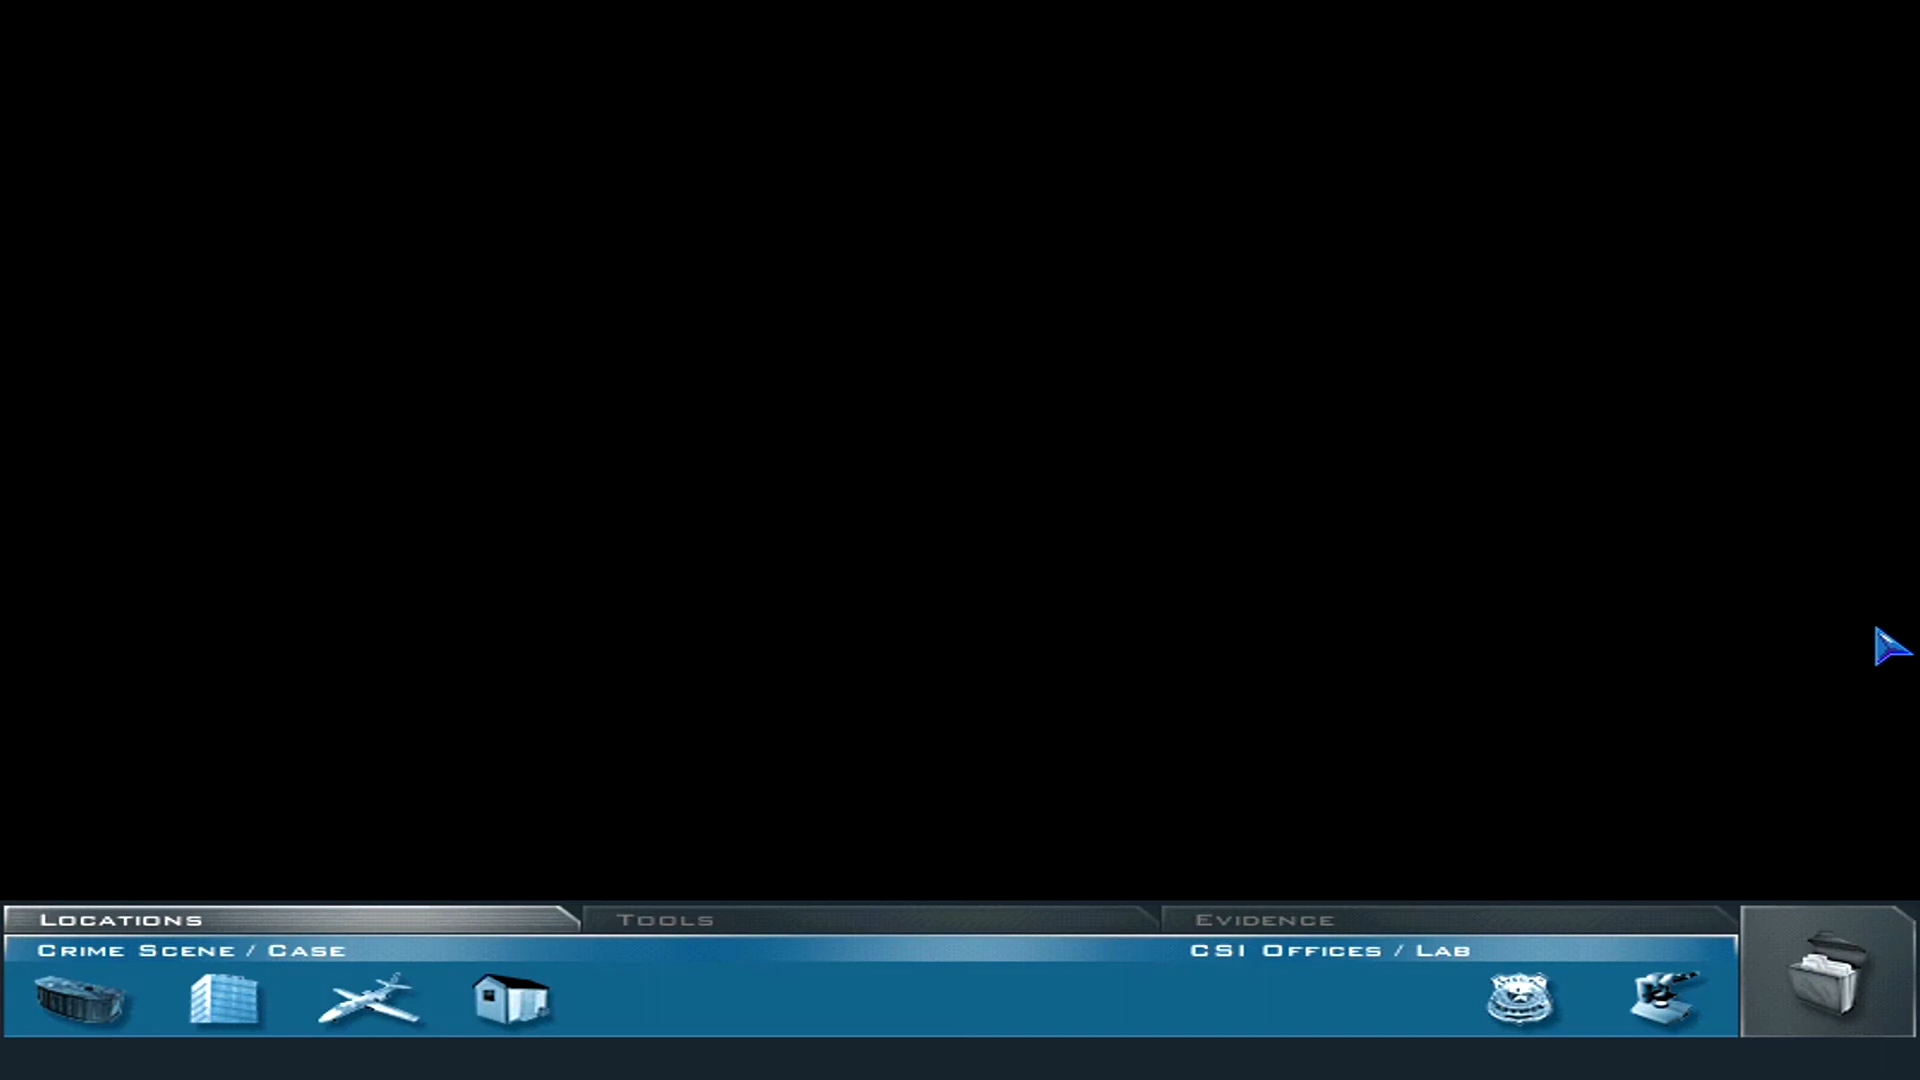 LOCATIONS
TOOLS
EVIDENCE
CRIME SCENE / CASE
CSI OFFICES / LAB